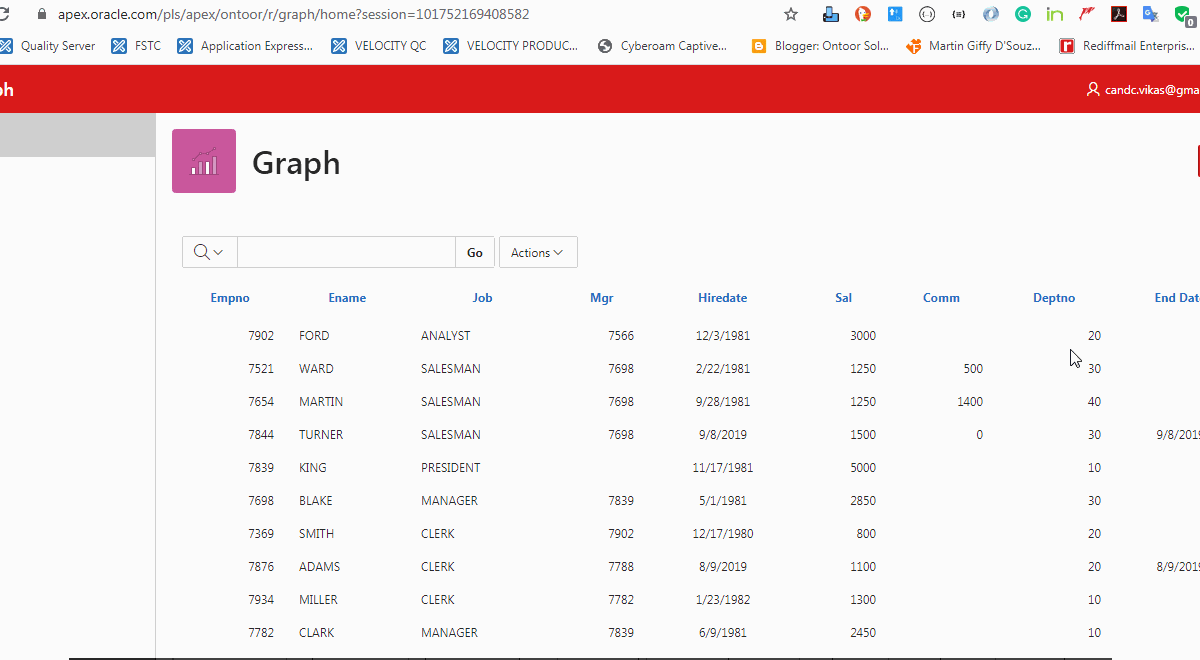 apex.oracle.com/pls/apex/ontoor/r/graph/home?session=101752169408582
Quality Server FSTC Application Express... VELOCITY QC VELOCITY PRODUC... Cyberoam Captive... Blogger: Ontoor Sol... Martin Giffy D'Souz... Rediffmail Enterpris...
ph candc.vikas@gma
Graph
Go Actions
Empno Ename Job Mgr Hiredate Sal Comm Deptno End Dat
7902 FORD ANALYST 7566 12/3/1981 3000 20
7521 WARD SALESMAN 7698 2/22/1981 1250 500 30
7654 MARTIN SALESMAN 7698 9/28/1981 1250 1400 40
7844 TURNER SALESMAN 7698 9/8/2019 1500 0 30 9/8/2019
7839 KING PRESIDENT 11/17/1981 5000 10
7698 BLAKE MANAGER 7839 5/1/1981 2850 30
7369 SMITH CLERK 7902 12/17/1980 800 20
7876 ADAMS CLERK 7788 8/9/2019 1100 20 8/9/2019
7934 MILLER CLERK 7782 1/23/1982 1300 10
7782 CLARK MANAGER 7839 6/9/1981 2450 10